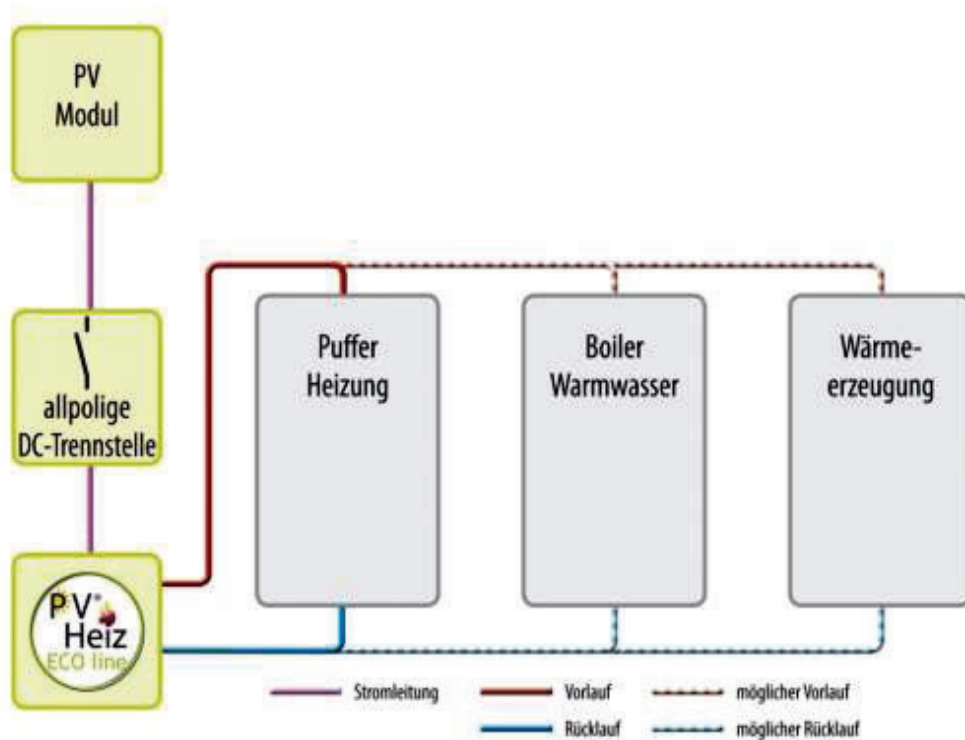 PV
Modul
allpolige
DC-Trennstelle
PV®
Heiz
ECO line
Puffer
Heizung
Boiler
Warmwasser
Wärme-
erzeugung
Stromleitung
Vorlauf
möglicher Vorlauf
Rücklauf
möglicher Rücklauf